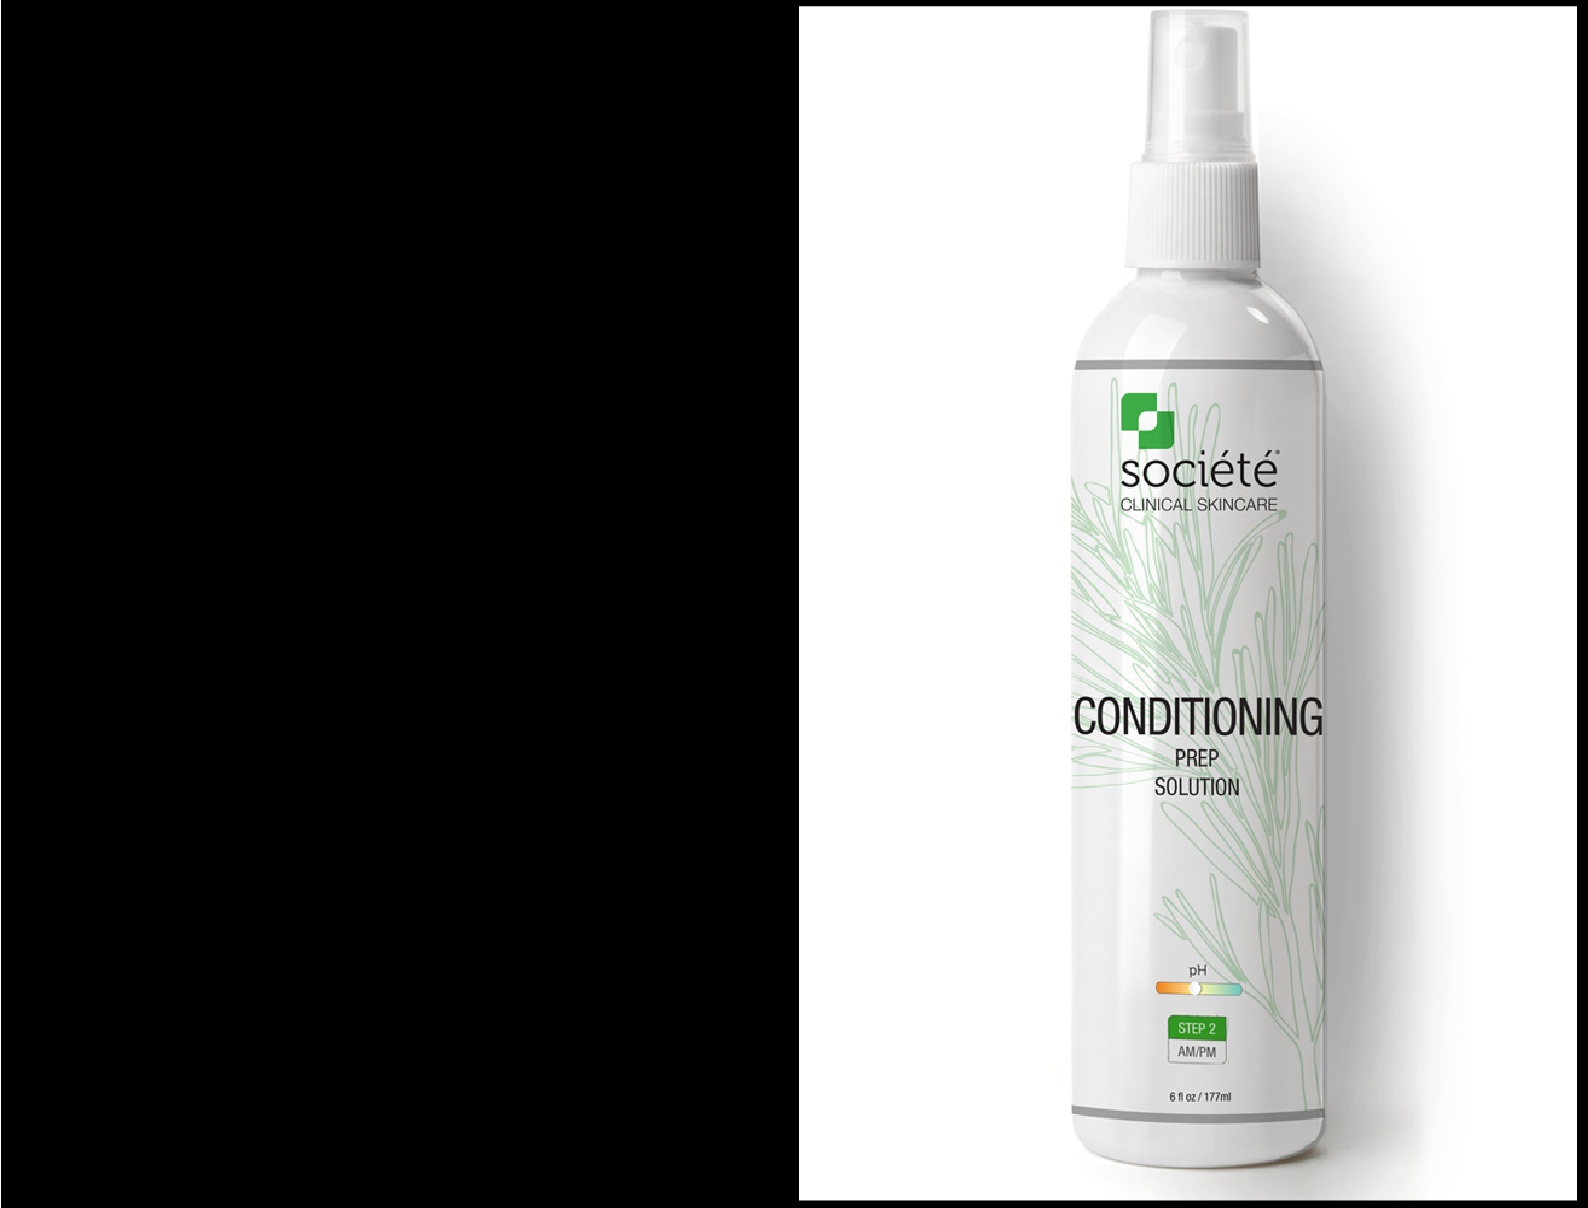 société®
CLINICAL SKINCARE
CONDITIONING
PREP
SOLUTION
pH
STEP 2
AM/PM
6 fl oz / 177ml